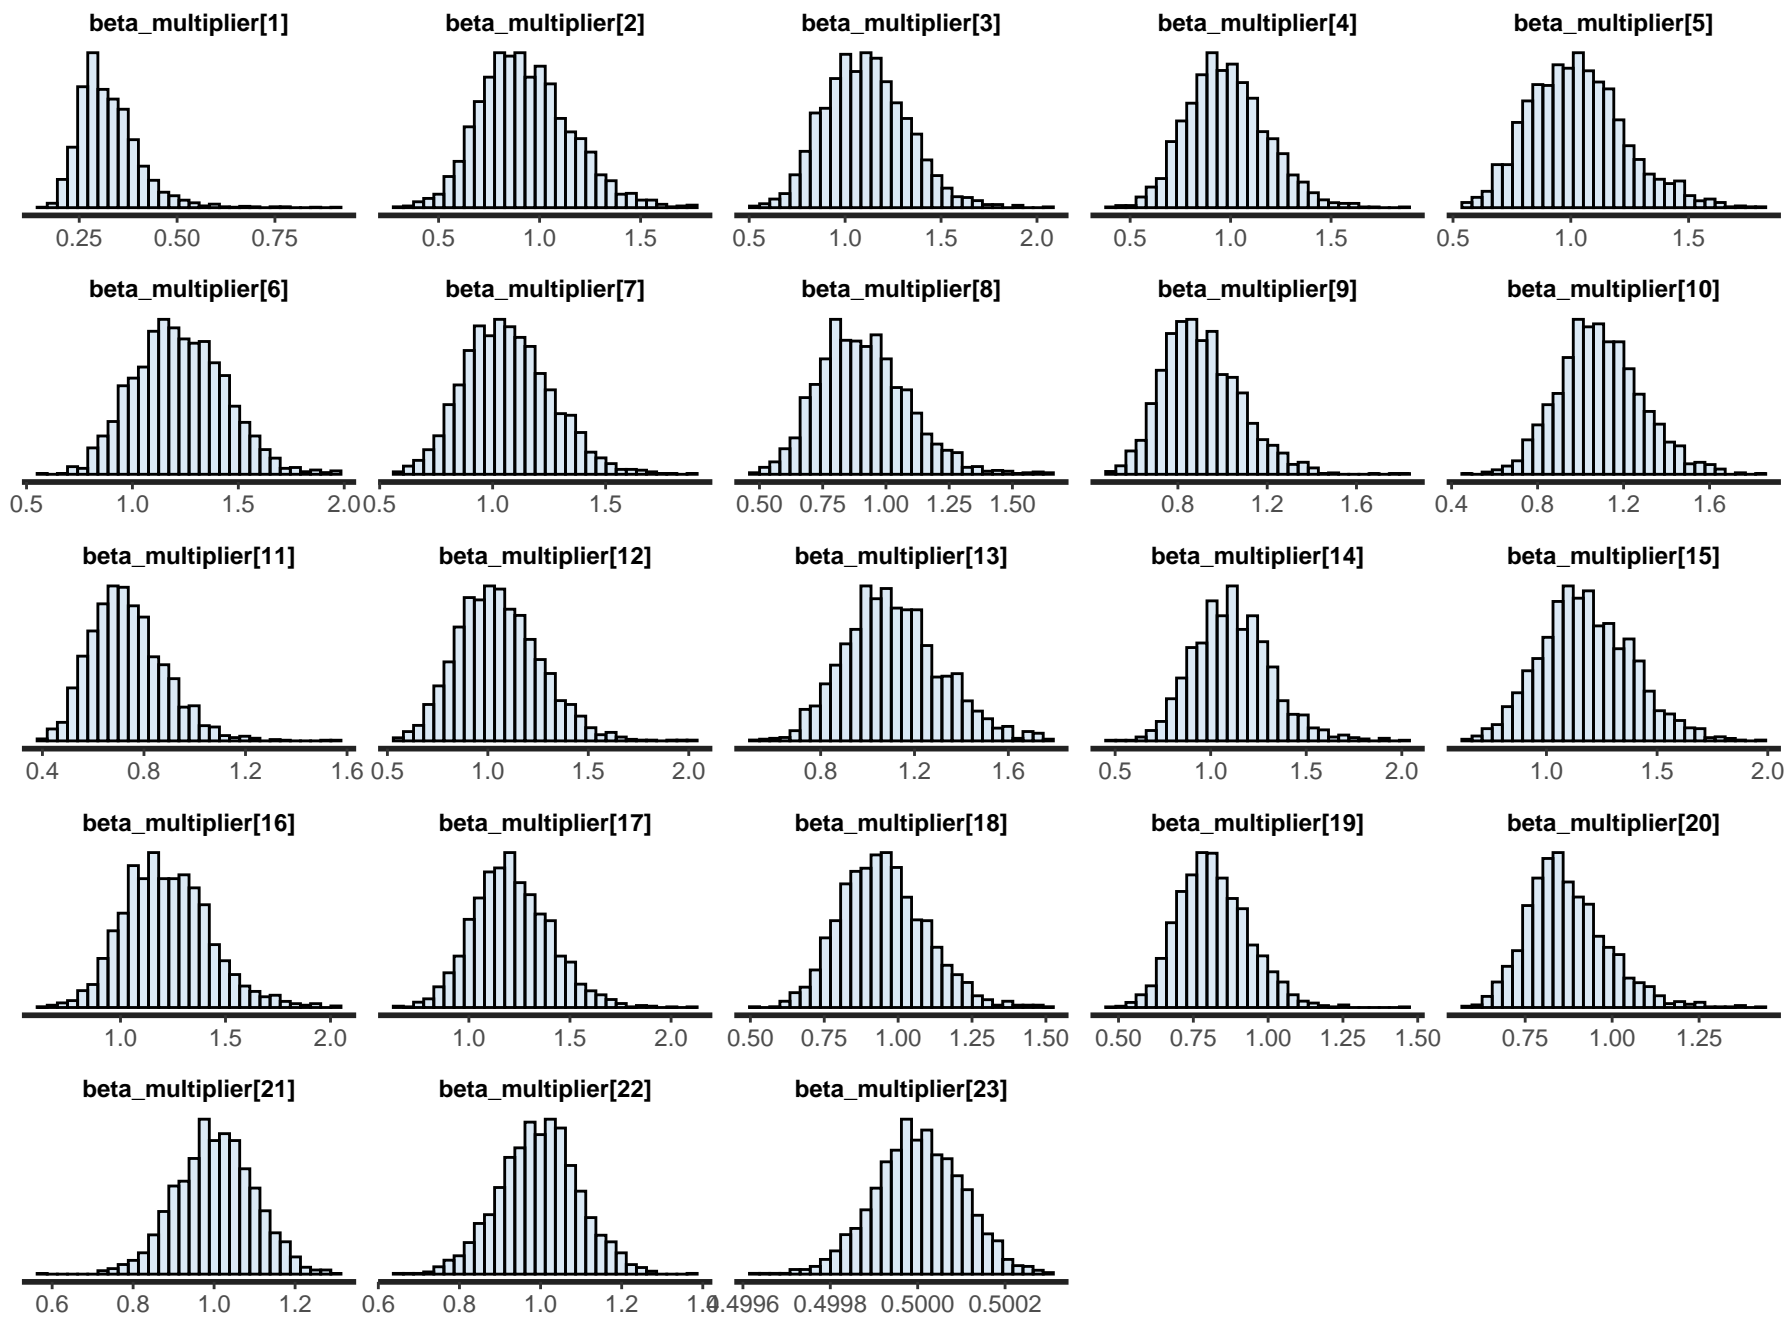 beta_multiplier[1] beta_multiplier[2] beta_multiplier[3] beta_multiplier[4] beta_multiplier[5]
0.25 0.50 0.75 0.5 1.0 1.5 0.5 1.0 1.5 2.0 0.5 1.0 1.5 0.5 1.0 1.5
beta_multiplier[6] beta_multiplier[7] beta_multiplier[8] beta_multiplier[9] beta_multiplier[10]
0.5 1.0 1.5 2.0 0.5 1.0 1.5 0.50 0.75 1.00 1.25 1.50 0.8 1.2 1.6 0.4 0.8 1.2 1.6
beta_multiplier[11] beta_multiplier[12] beta_multiplier[13] beta_multiplier[14] beta_multiplier[15]
0.4 0.8 1.2 1.6 0.5 1.0 1.5 2.0 0.8 1.2 1.6 0.5 1.0 1.5 2.0 1.0 1.5 2.0
beta_multiplier[16] beta_multiplier[17] beta_multiplier[18] beta_multiplier[19] beta_multiplier[20]
1.0 1.5 2.0 1.0 1.5 2.0 0.50 0.75 1.00 1.25 1.50 0.50 0.75 1.00 1.25 1.50 0.75 1.00 1.25
beta_multiplier[21] beta_multiplier[22] beta_multiplier[23]
0.6 0.8 1.0 1.2 0.6 0.8 1.0 1.2 1.4 0.4996 0.4998 0.5000 0.5002